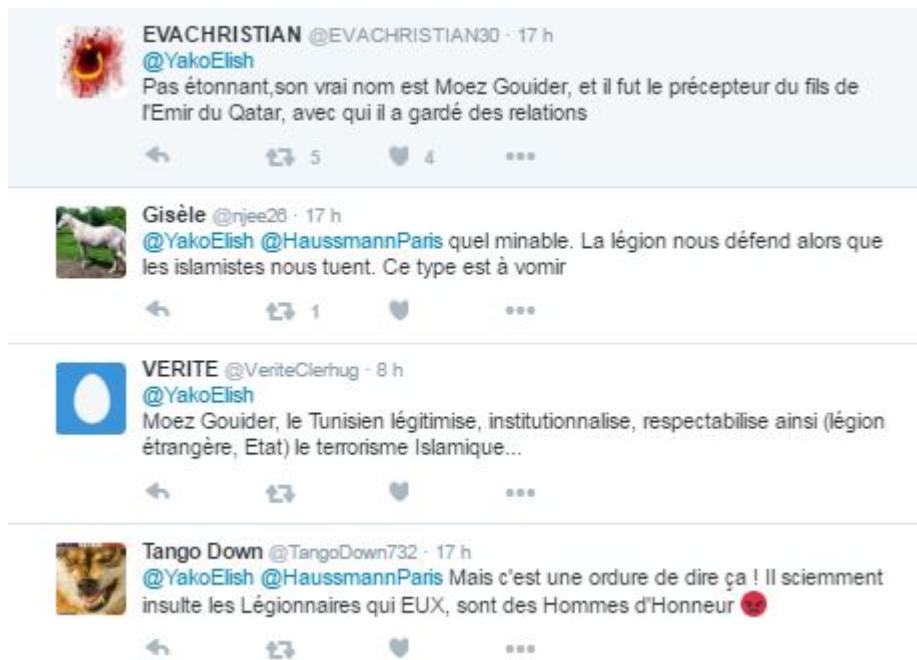 EVACHRISTIAN @EVACHRISTIAN30 · 17 h
@YakoElish
Pas étonnant,son vrai nom est Moez Gouider, et il fut le précepteur du fils de
l'Emir du Qatar, avec qui il a gardé des relations
5 4
Gisèle @njee26 · 17 h
@YakoElish @HaussmannParis quel minable. La légion nous défend alors que
les islamistes nous tuent. Ce type est à vomir
1
VERITE @VeriteClerhug · 8 h
@YakoElish
Moez Gouider, le Tunisien légitimise, institutionnalise, respectabilise ainsi (légion
étrangère, Etat) le terrorisme Islamique...
Tango Down @TangoDown732 · 17 h
@YakoElish @HaussmannParis Mais c'est une ordure de dire ça ! Il sciemment
insulte les Légionnaires qui EUX, sont des Hommes d'Honneur 😡